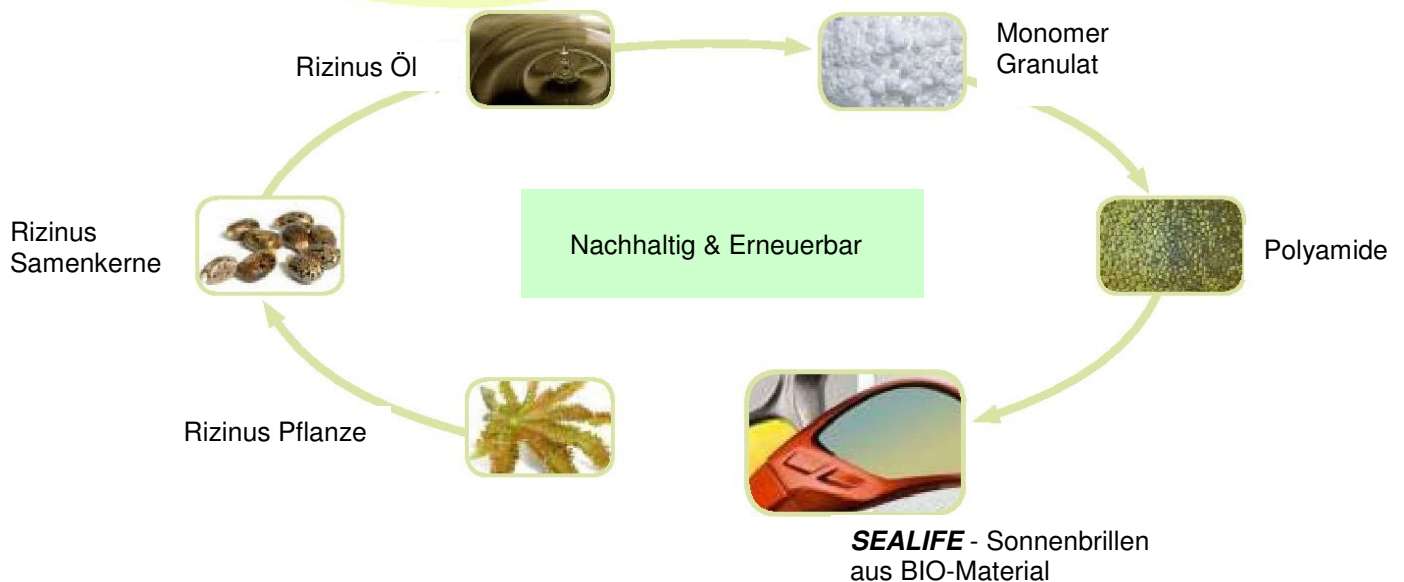 Rizinus Öl
Monomer
Granulat
Rizinus
Samenkerne
Nachhaltig & Erneuerbar
Polyamide
Rizinus Pflanze
SEALIFE - Sonnenbrillen
aus BIO-Material